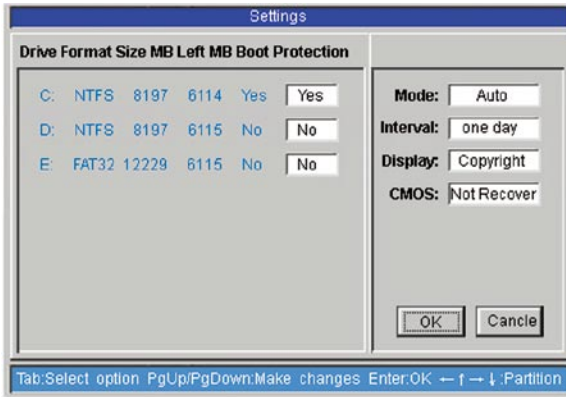 Settings
Drive Format Size MB Left MB Boot Protection
C: NTFS 8197 6114 Yes Yes
D: NTFS 8197 6115 No No
E: FAT32 12229 6115 No No
Mode: Auto
Interval: one day
Display: Copyright
CMOS: Not Recover
OK Cancle
Tab:Select option PgUp/PgDown:Make changes Enter:OK ←↑→↓:Partition